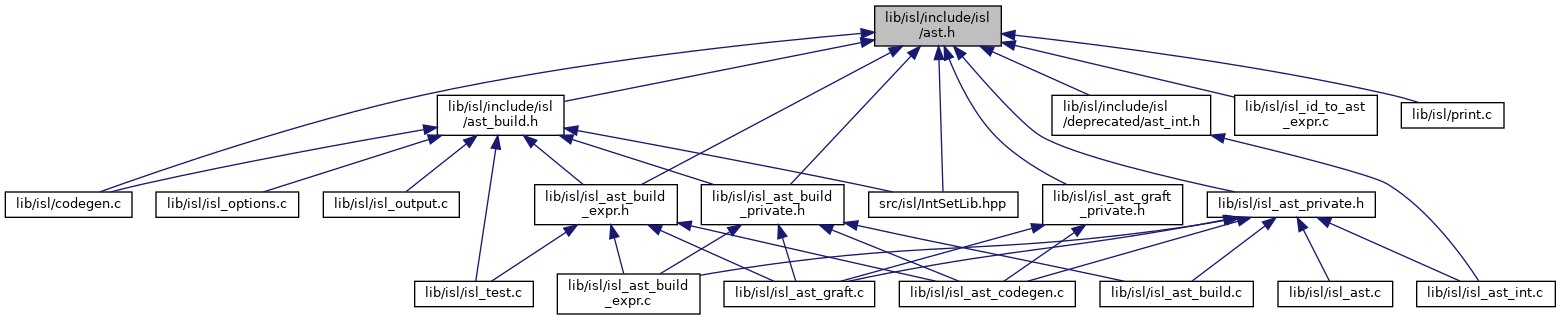 lib/isl/include/isl
/ast.h
lib/isl/include/isl
/ast_build.h
lib/isl/include/isl
/deprecated/ast_int.h
lib/isl/isl_id_to_ast
_expr.c
lib/isl/print.c
lib/isl/codegen.c
lib/isl/isl_options.c
lib/isl/isl_output.c
lib/isl/isl_ast_build
_expr.h
lib/isl/isl_ast_build
_private.h
src/isl/IntSetLib.hpp
lib/isl/isl_ast_graft
_private.h
lib/isl/isl_ast_private.h
lib/isl/isl_test.c
lib/isl/isl_ast_build
_expr.c
lib/isl/isl_ast_graft.c
lib/isl/isl_ast_codegen.c
lib/isl/isl_ast_build.c
lib/isl/isl_ast.c
lib/isl/isl_ast_int.c